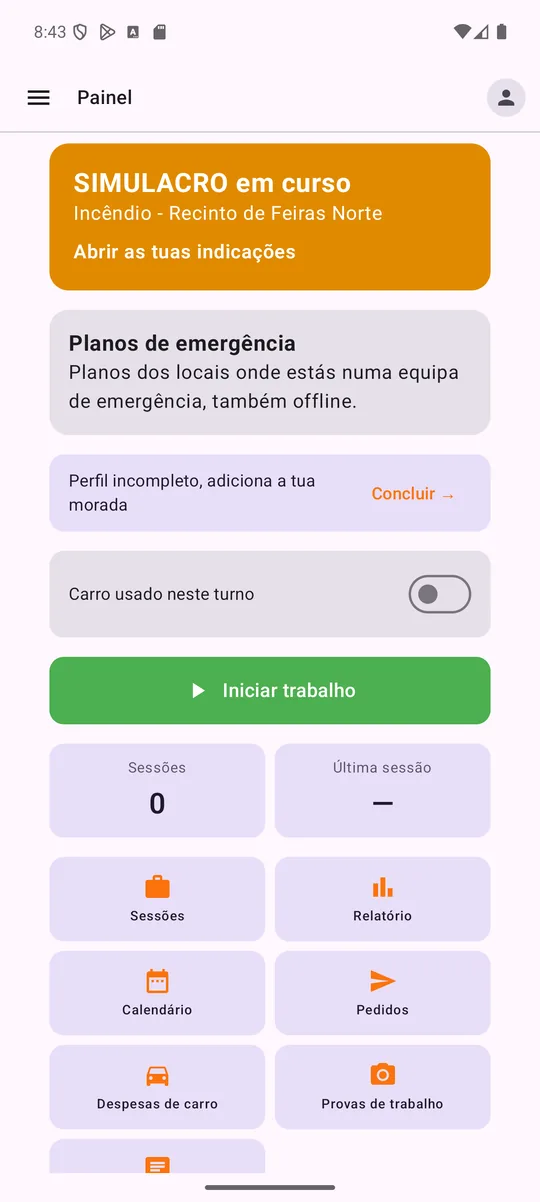 8:43
Painel
SIMULACRO em curso
Incêndio - Recinto de Feiras Norte
Abrir as tuas indicações
Planos de emergência
Planos dos locais onde estás numa equipa
de emergência, também offline.
Perfil incompleto, adiciona a tua
morada
Concluir →
Carro usado neste turno
Iniciar trabalho
Sessões
0
Última sessão
—
Sessões
Relatório
Calendário
Pedidos
Despesas de carro
Provas de trabalho